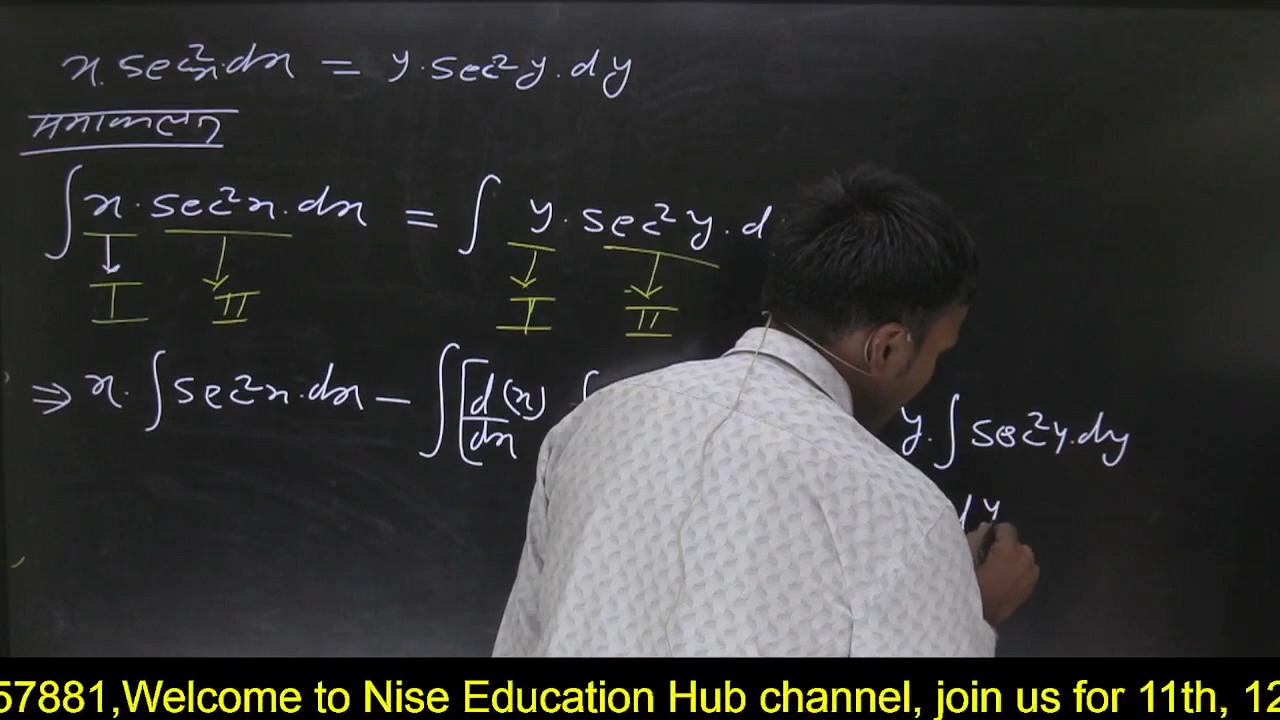 x. sec²x.dx = y.sec²y.dy
समाकलन
∫x.sec²x.dx = ∫ y.sec²y.d
I II I II
⇒ x.∫sec²x.dx - ∫[d(x)/dx ∫ y.∫sec²y.dy
dy
57881,Welcome to Nise Education Hub channel, join us for 11th, 12